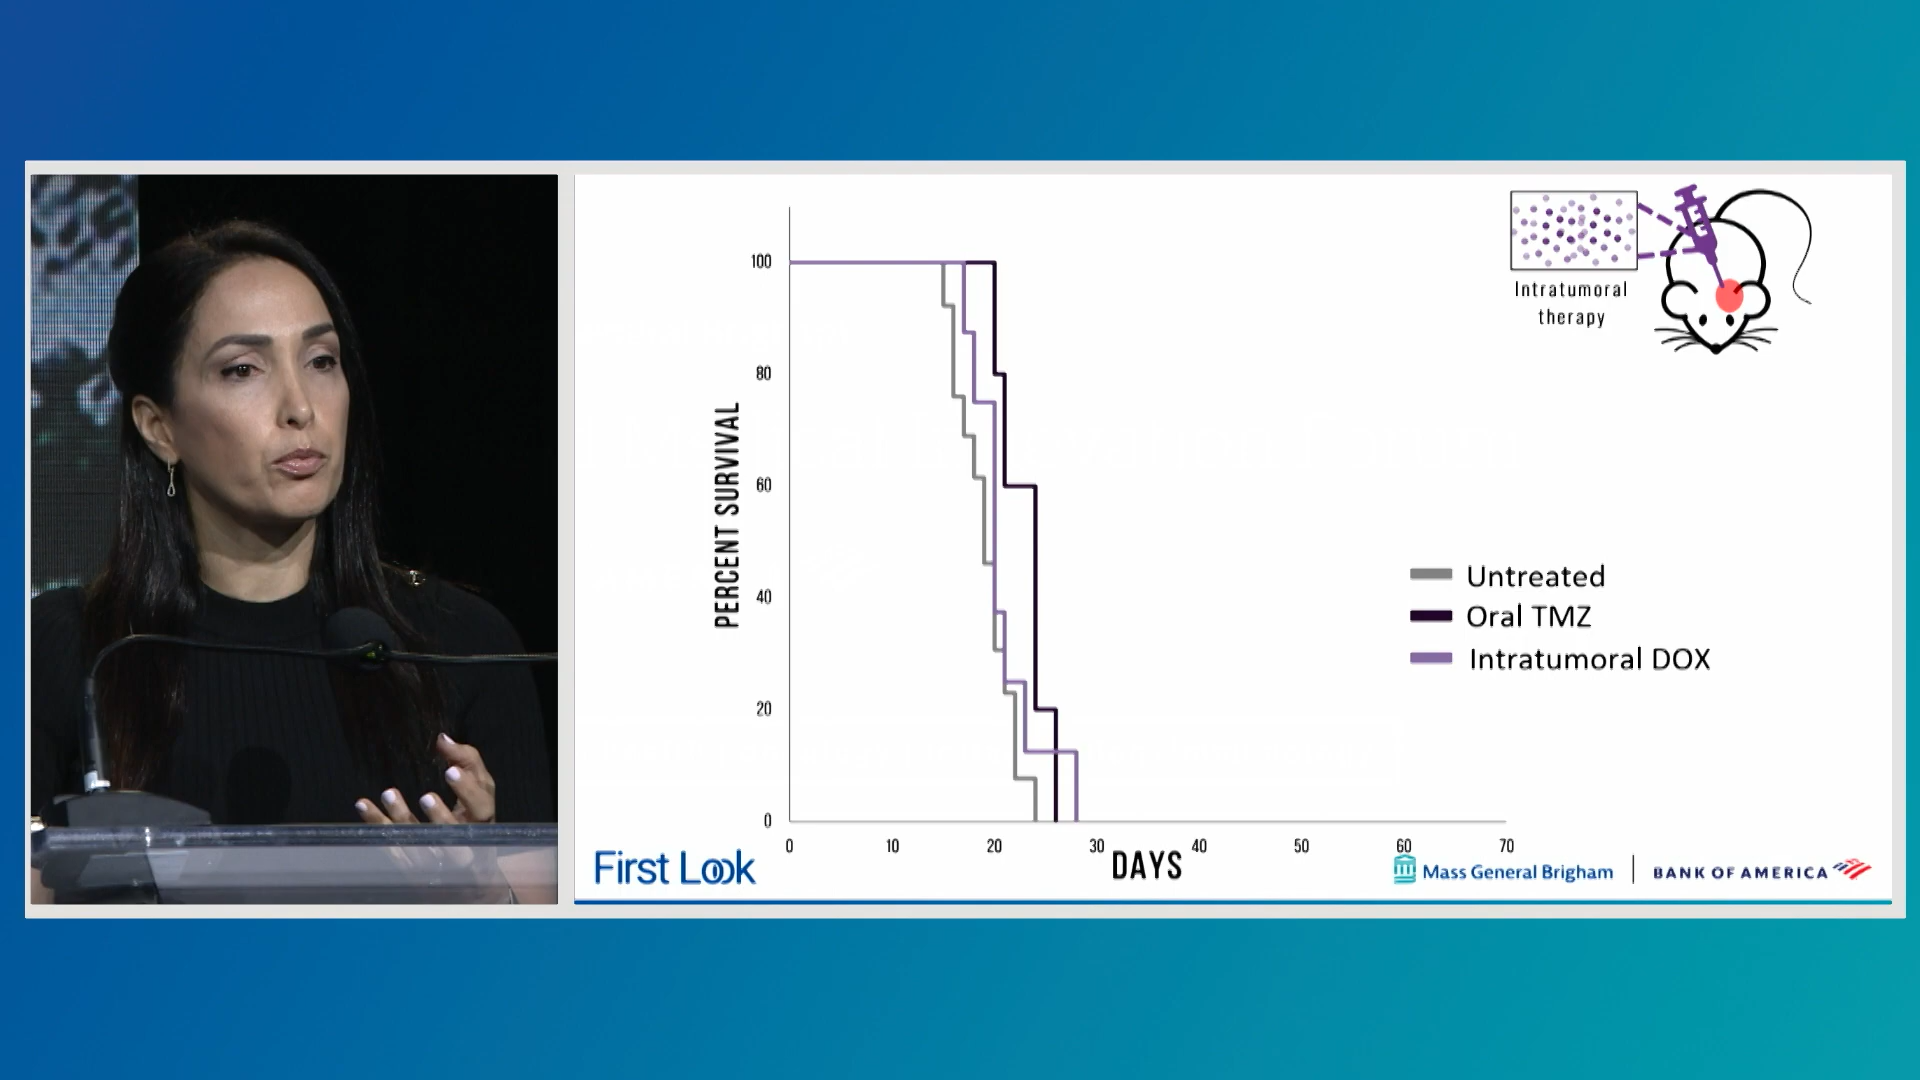 100
80
60
40
20
0
PERCENT SURVIVAL
0 10 20 30 40 50 60 70
DAYS
Intratumoral
therapy
Untreated
Oral TMZ
Intratumoral DOX
First Look
Mass General Brigham
BANK OF AMERICA